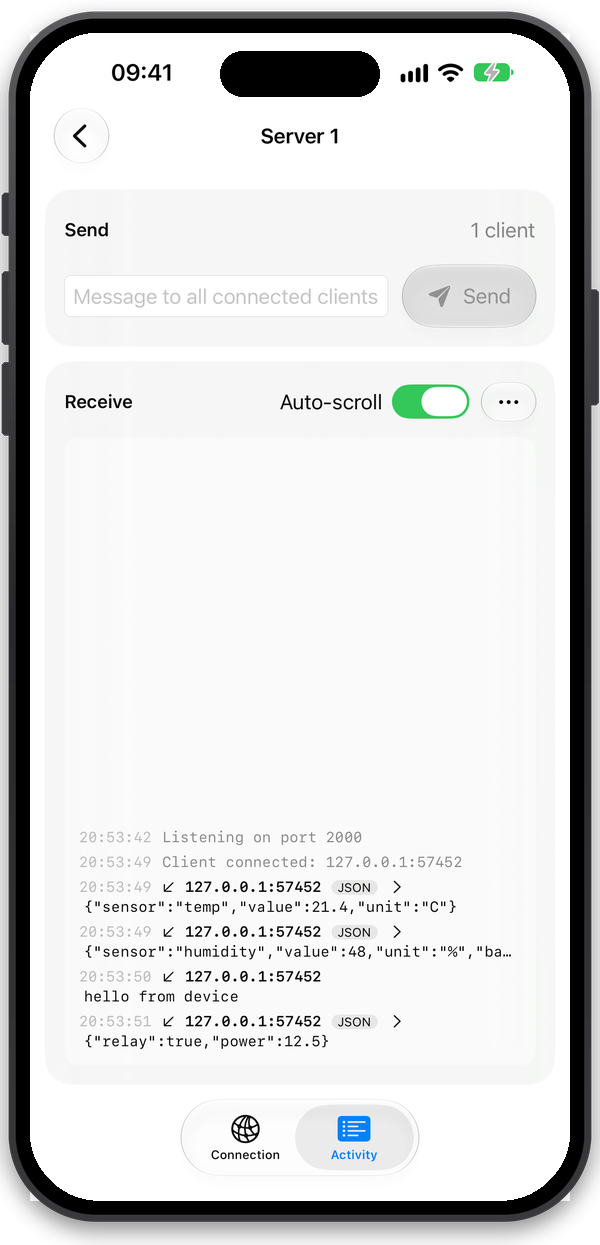 09:41
Server 1
Send
1 client
Message to all connected clients
Send
Receive
Auto-scroll
20:53:42 Listening on port 2000
20:53:49 Client connected: 127.0.0.1:57452
20:53:49 ↙ 127.0.0.1:57452 JSON >
{"sensor":"temp","value":21.4,"unit":"C"}
20:53:49 ↙ 127.0.0.1:57452 JSON >
{"sensor":"humidity","value":48,"unit":"%","ba…
20:53:50 ↙ 127.0.0.1:57452
hello from device
20:53:51 ↙ 127.0.0.1:57452 JSON >
{"relay":true,"power":12.5}
Connection
Activity